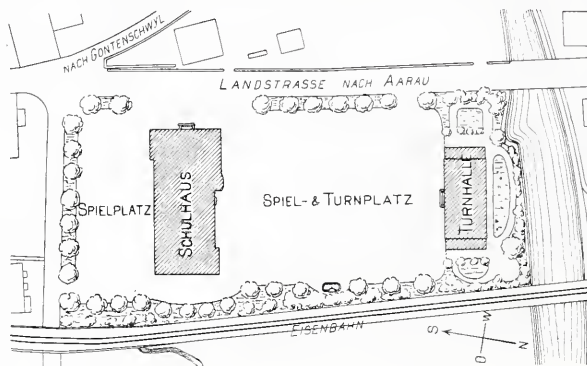 NACH GONTENSCHWYL
LANDSTRASSE NACH AARAU
SPIELPLATZ
SCHULHAUS
SPIEL- & TURNPLATZ
TURNHALLE
EISENBAHN
S
W
O
N